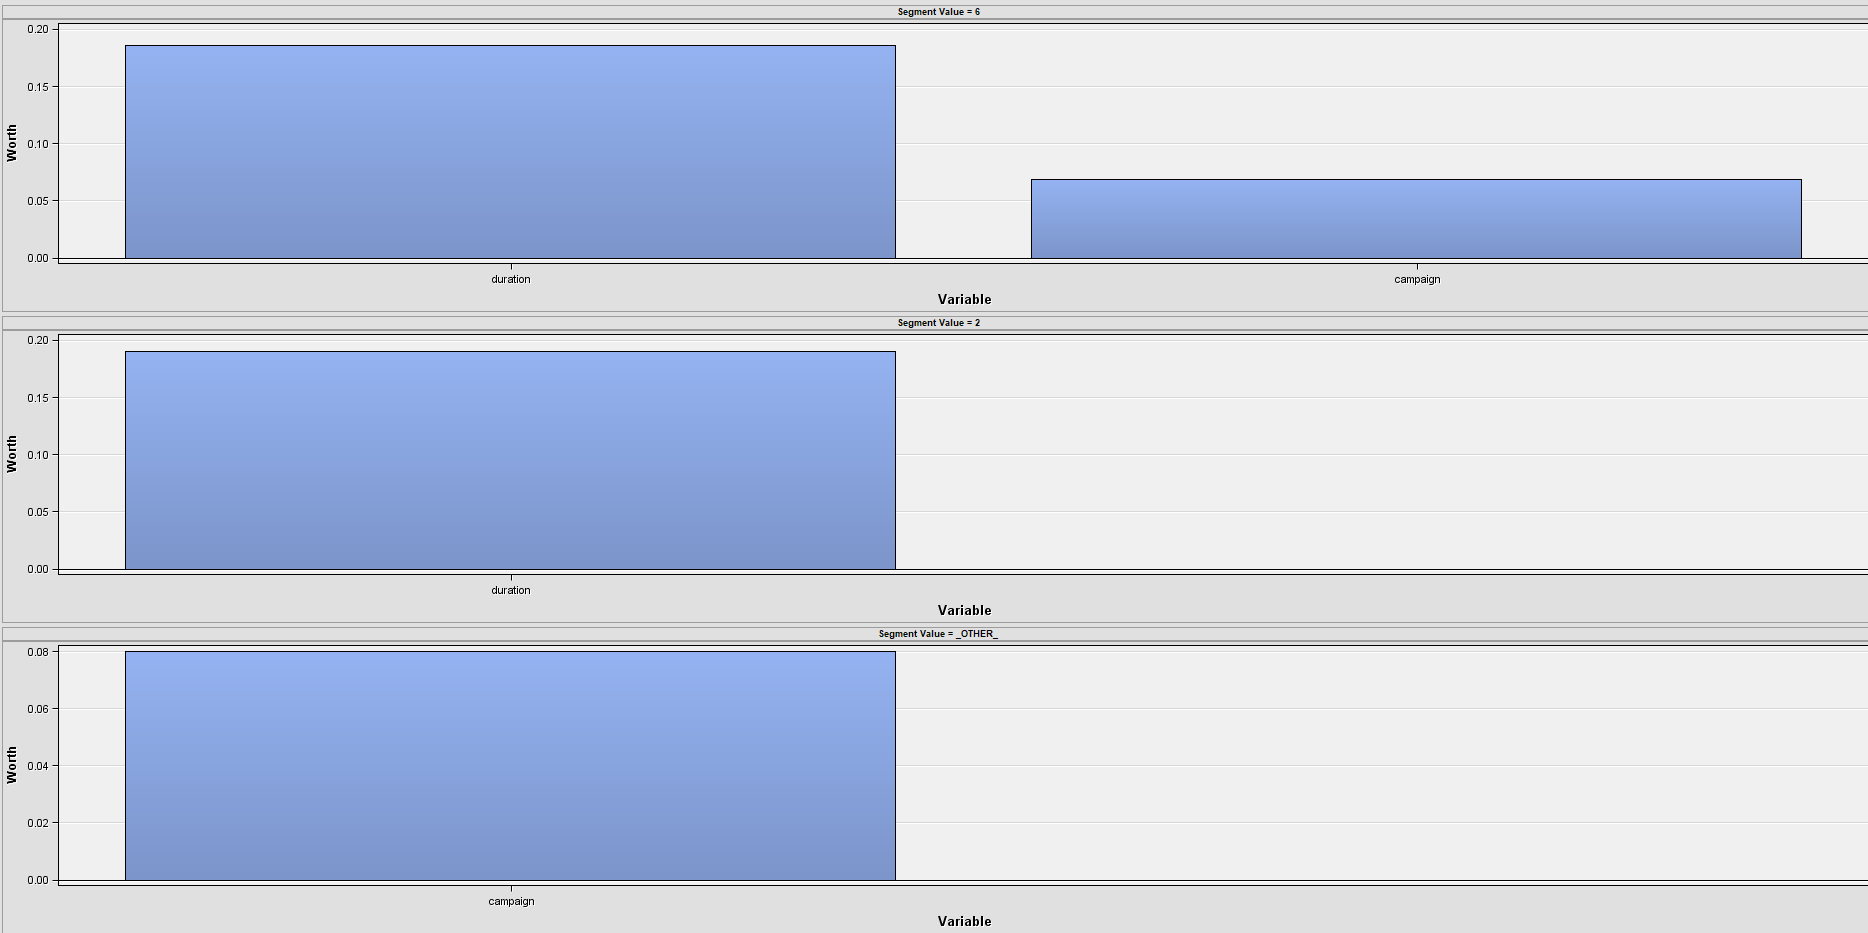 Segment Value = 6
0.20
0.15
0.10
0.05
0.00
Worth
duration campaign
Variable
Segment Value = 2
0.20
0.15
0.10
0.05
0.00
Worth
duration
Variable
Segment Value = _OTHER_
0.08
0.06
0.04
0.02
0.00
Worth
campaign
Variable